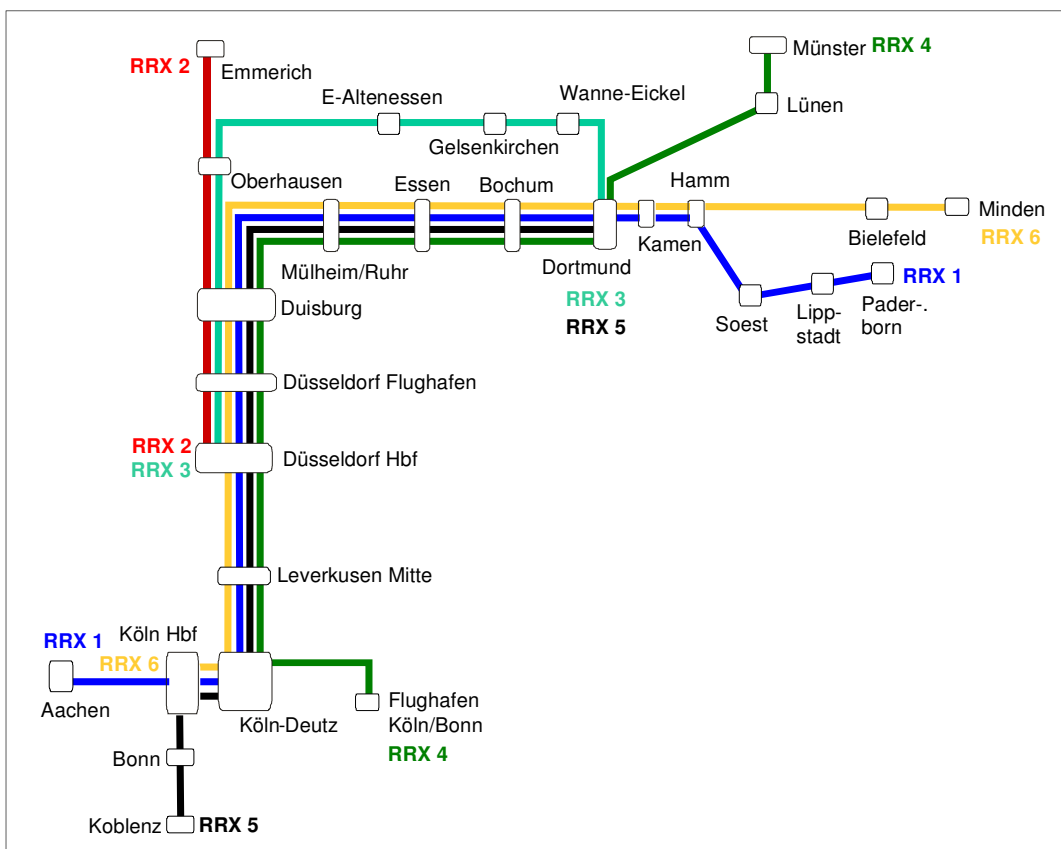 Münster RRX 4
RRX 2
Emmerich
Wanne-Eickel
E-Altenessen
Lünen
Gelsenkirchen
Oberhausen
Essen
Bochum
Hamm
Minden
RRX 6
Kamen
Bielefeld
Mülheim/Ruhr
Dortmund
RRX 3
RRX 5
RRX 1
Duisburg
Soest
Lipp-
stadt
Pader-.
born
Düsseldorf Flughafen
RRX 2
RRX 3
Düsseldorf Hbf
Leverkusen Mitte
Köln Hbf
RRX 1
RRX 6
Aachen
Köln-Deutz
Flughafen
Köln/Bonn
RRX 4
Bonn
Koblenz
RRX 5